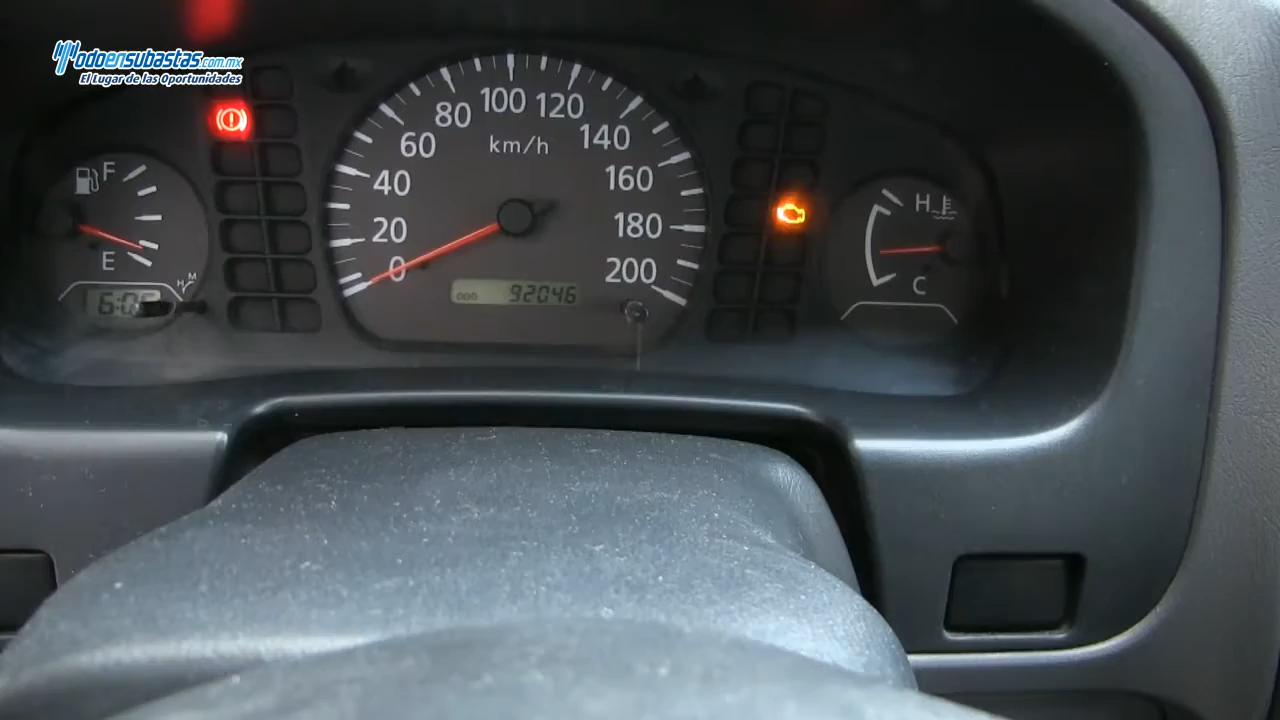 Todoensubastas.com.mx
El Lugar de las Oportunidades
F
E
H
M
0
20
40
60
80
100
120
140
160
180
200
km/h
ODO 92046
H
C